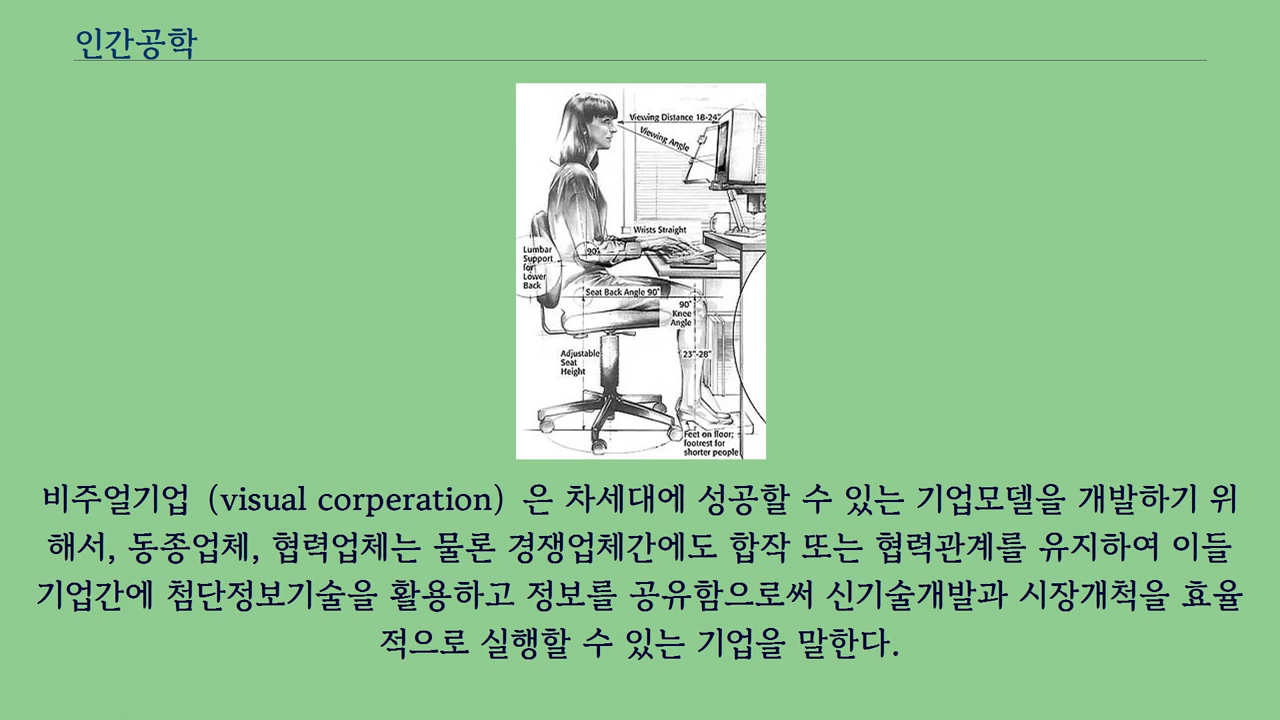 인간공학
Viewing Distance 18-24"
Viewing Angle
Wrists Straight
90°
Lumbar
Support
for
Lower
Back
Seat Back Angle 90°
90°
Knee
Angle
Adjustable
Seat
Height
23"-28"
Feet on floor;
footrest for
shorter people
비주얼기업 (visual corperation) 은 차세대에 성공할 수 있는 기업모델을 개발하기 위
해서, 동종업체, 협력업체는 물론 경쟁업체간에도 합작 또는 협력관계를 유지하여 이들
기업간에 첨단정보기술을 활용하고 정보를 공유함으로써 신기술개발과 시장개척을 효율
적으로 실행할 수 있는 기업을 말한다.